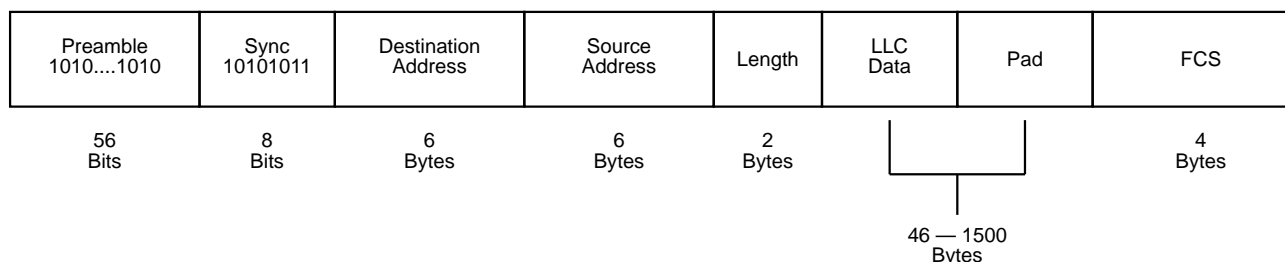 Preamble
1010....1010
Sync
10101011
Destination
Address
Source
Address
Length
LLC
Data
Pad
FCS
56
Bits
8
Bits
6
Bytes
6
Bytes
2
Bytes
4
Bytes
46 — 1500
Bytes